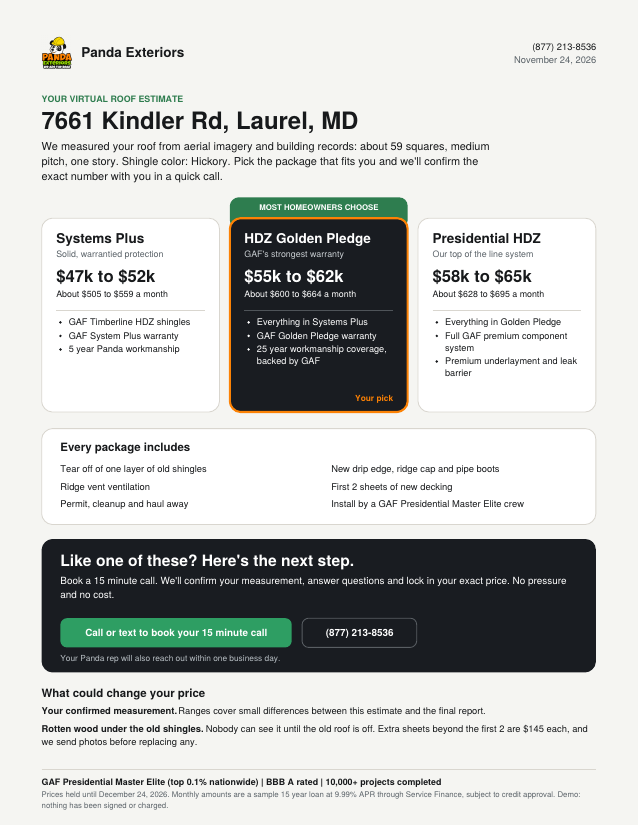 PANDA
EXTERIORS
Panda Exteriors
(877) 213-8536
November 24, 2026
YOUR VIRTUAL ROOF ESTIMATE
7661 Kindler Rd, Laurel, MD
We measured your roof from aerial imagery and building records: about 59 squares, medium
pitch, one story. Shingle color: Hickory. Pick the package that fits you and we'll confirm the
exact number with you in a quick call.
MOST HOMEOWNERS CHOOSE
Systems Plus
Solid, warrantied protection
$47k to $52k
About $505 to $559 a month
• GAF Timberline HDZ shingles
• GAF System Plus warranty
• 5 year Panda workmanship
HDZ Golden Pledge
GAF's strongest warranty
$55k to $62k
About $600 to $664 a month
• Everything in Systems Plus
• GAF Golden Pledge warranty
• 25 year workmanship coverage,
backed by GAF
Your pick
Presidential HDZ
Our top of the line system
$58k to $65k
About $628 to $695 a month
• Everything in Golden Pledge
• Full GAF premium component
system
• Premium underlayment and leak
barrier
Every package includes
Tear off of one layer of old shingles
New drip edge, ridge cap and pipe boots
Ridge vent ventilation
First 2 sheets of new decking
Permit, cleanup and haul away
Install by a GAF Presidential Master Elite crew
Like one of these? Here's the next step.
Book a 15 minute call. We'll confirm your measurement, answer questions and lock in your exact price. No pressure
and no cost.
Call or text to book your 15 minute call
(877) 213-8536
Your Panda rep will also reach out within one business day.
What could change your price
Your confirmed measurement. Ranges cover small differences between this estimate and the final report.
Rotten wood under the old shingles. Nobody can see it until the old roof is off. Extra sheets beyond the first 2 are $145 each, and
we send photos before replacing any.
GAF Presidential Master Elite (top 0.1% nationwide) | BBB A rated | 10,000+ projects completed
Prices held until December 24, 2026. Monthly amounts are a sample 15 year loan at 9.99% APR through Service Finance, subject to credit approval. Demo:
nothing has been signed or charged.